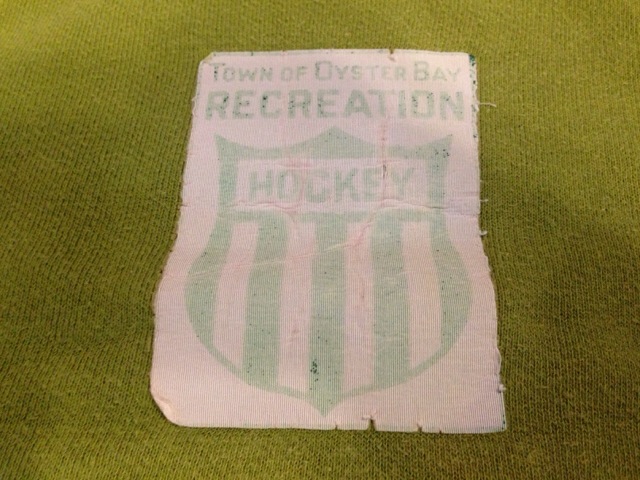 TOWN OF OYSTER BAY
RECREATION
HOCKEY